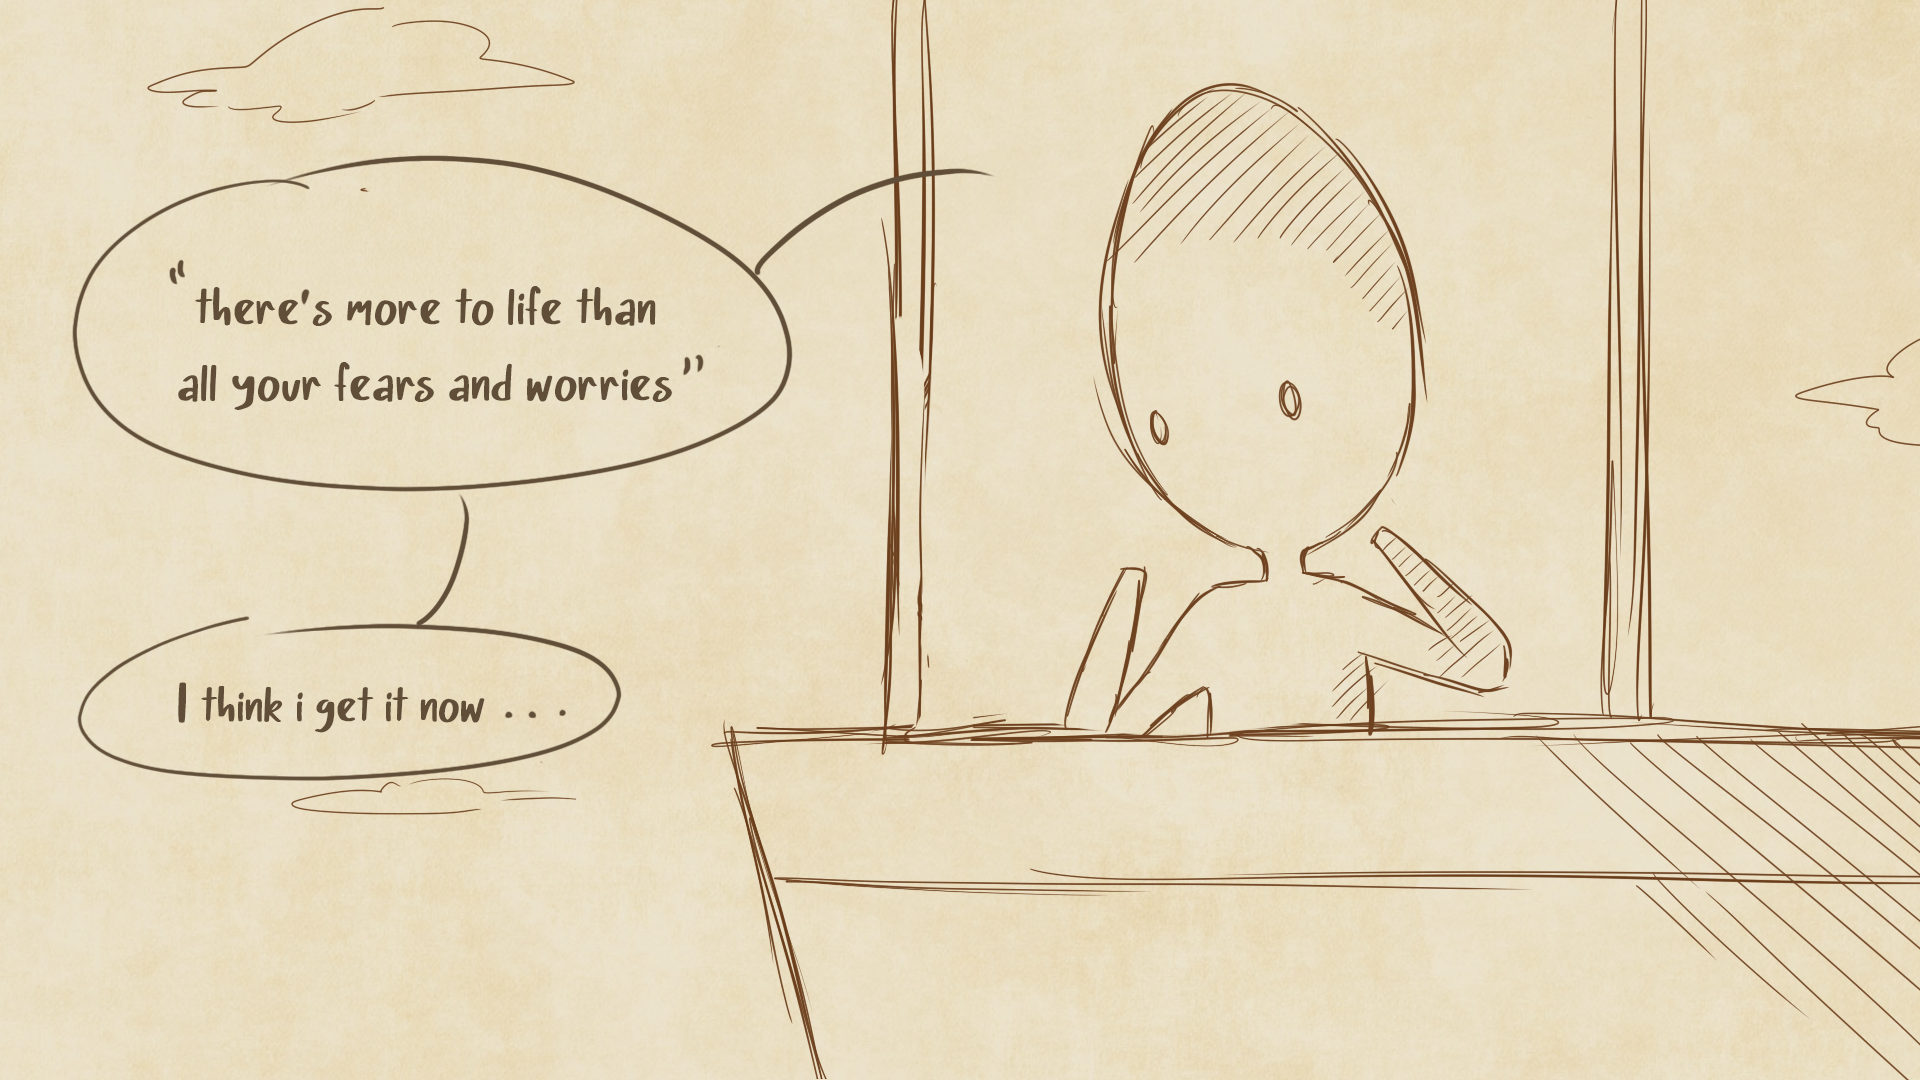 "there's more to life than
all your fears and worries"
I think i get it now . . .